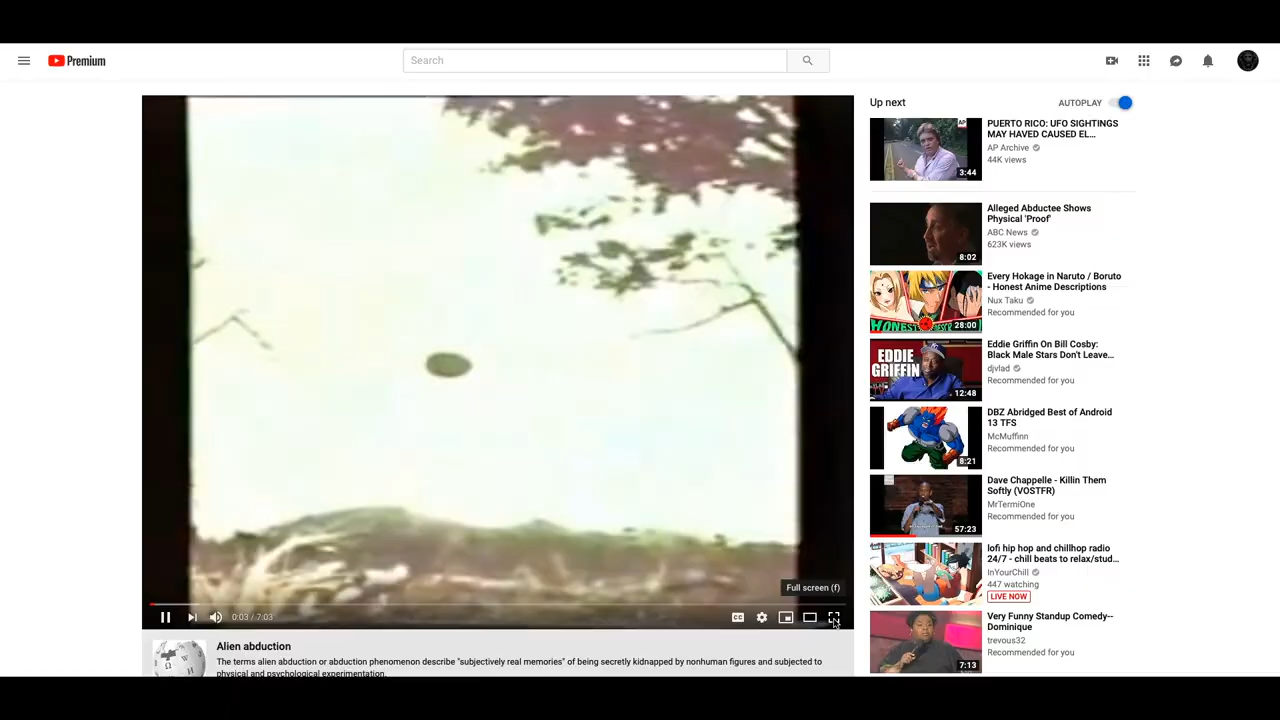 Premium
Search
Up next
AUTOPLAY
PUERTO RICO: UFO SIGHTINGS
MAY HAVED CAUSED EL...
AP Archive
44K views
AP
3:44
Alleged Abductee Shows
Physical 'Proof'
ABC News
623K views
8:02
Every Hokage in Naruto / Boruto
- Honest Anime Descriptions
Nux Taku
Recommended for you
28:00
Eddie Griffin On Bill Cosby:
Black Male Stars Don't Leave...
djvlad
Recommended for you
EDDIE
GRIFFIN
12:48
DBZ Abridged Best of Android
13 TFS
McMuffinn
Recommended for you
8:21
Dave Chappelle - Killin Them
Softly (VOSTFR)
MrTermiOne
Recommended for you
57:23
lofi hip hop and chillhop radio
24/7 - chill beats to relax/stud...
InYourChill
447 watching
LIVE NOW
Very Funny Standup Comedy--
Dominique
trevous32
Recommended for you
7:13
Full screen (f)
0:03 / 7:03
CC
Alien abduction
The terms alien abduction or abduction phenomenon describe "subjectively real memories" of being secretly kidnapped by nonhuman figures and subjected to
physical and psychological experimentation.